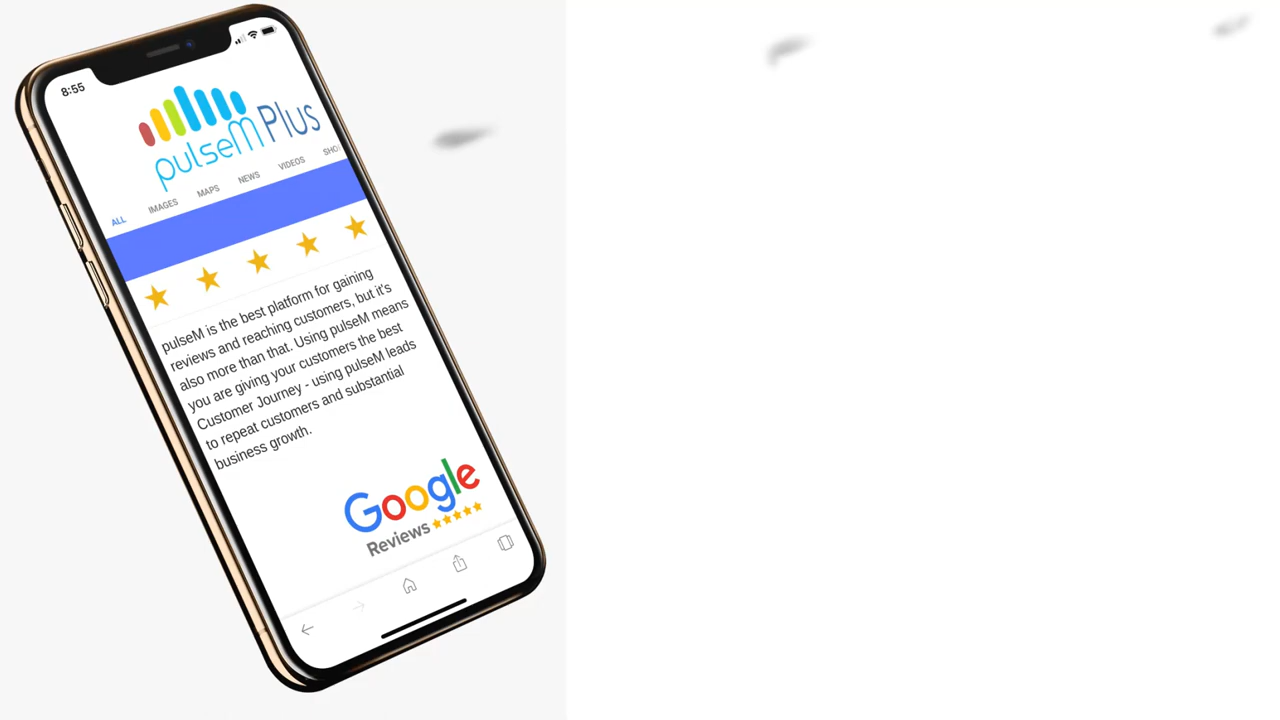 8:55
pulseM Plus
ALL IMAGES MAPS NEWS VIDEOS SHO
pulseM is the best platform for gaining
reviews and reaching customers, but it's
also more than that. Using pulseM means
you are giving your customers the best
Customer Journey - using pulseM leads
to repeat customers and substantial
business growth.
Google
Reviews